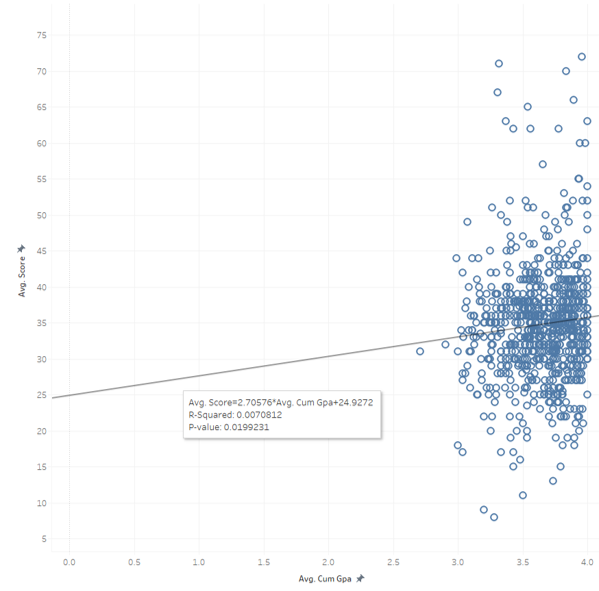 75
70
65
60
55
50
45
40
35
30
25
20
15
10
5
Avg. Score
Avg. Score=2.70576*Avg. Cum Gpa+24.9272
R-Squared: 0.0070812
P-value: 0.0199231
0.0 0.5 1.0 1.5 2.0 2.5 3.0 3.5 4.0
Avg. Cum Gpa